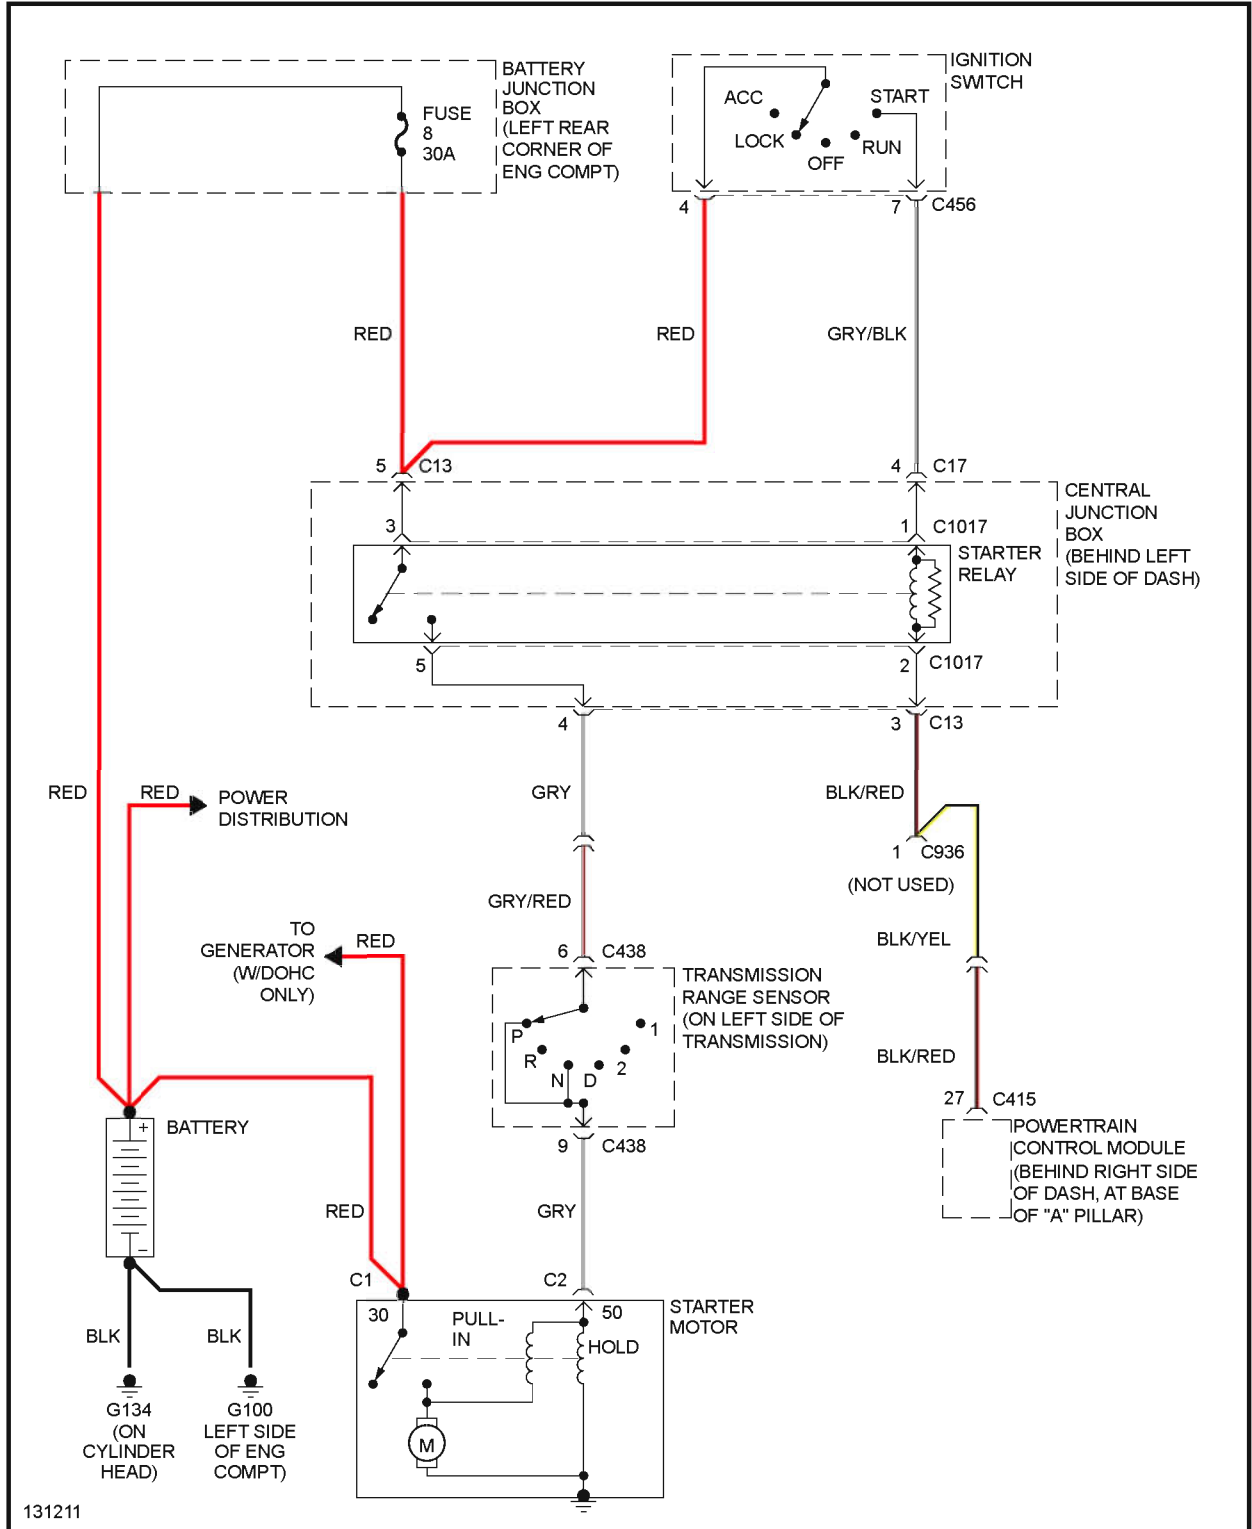 BATTERY
JUNCTION
BOX
(LEFT REAR
CORNER OF
ENG COMPT)
FUSE
8
30A
IGNITION
SWITCH
ACC
START
LOCK
OFF
RUN
4
7
C456
RED
RED
GRY/BLK
5
C13
4
C17
CENTRAL
JUNCTION
BOX
(BEHIND LEFT
SIDE OF DASH)
3
1
C1017
STARTER
RELAY
5
2
C1017
4
3
C13
RED
RED
POWER
DISTRIBUTION
GRY
BLK/RED
1
C936
(NOT USED)
GRY/RED
BLK/YEL
TO
GENERATOR
(W/DOHC
ONLY)
RED
6
C438
TRANSMISSION
RANGE SENSOR
(ON LEFT SIDE OF
TRANSMISSION)
P
R
N
D
2
1
BLK/RED
27
C415
POWERTRAIN
CONTROL MODULE
(BEHIND RIGHT SIDE
OF DASH, AT BASE
OF "A" PILLAR)
+
BATTERY
–
9
C438
RED
GRY
C1
C2
30
PULL-
IN
50
HOLD
STARTER
MOTOR
M
BLK
BLK
G134
(ON
CYLINDER
HEAD)
G100
LEFT SIDE
OF ENG
COMPT)
131211